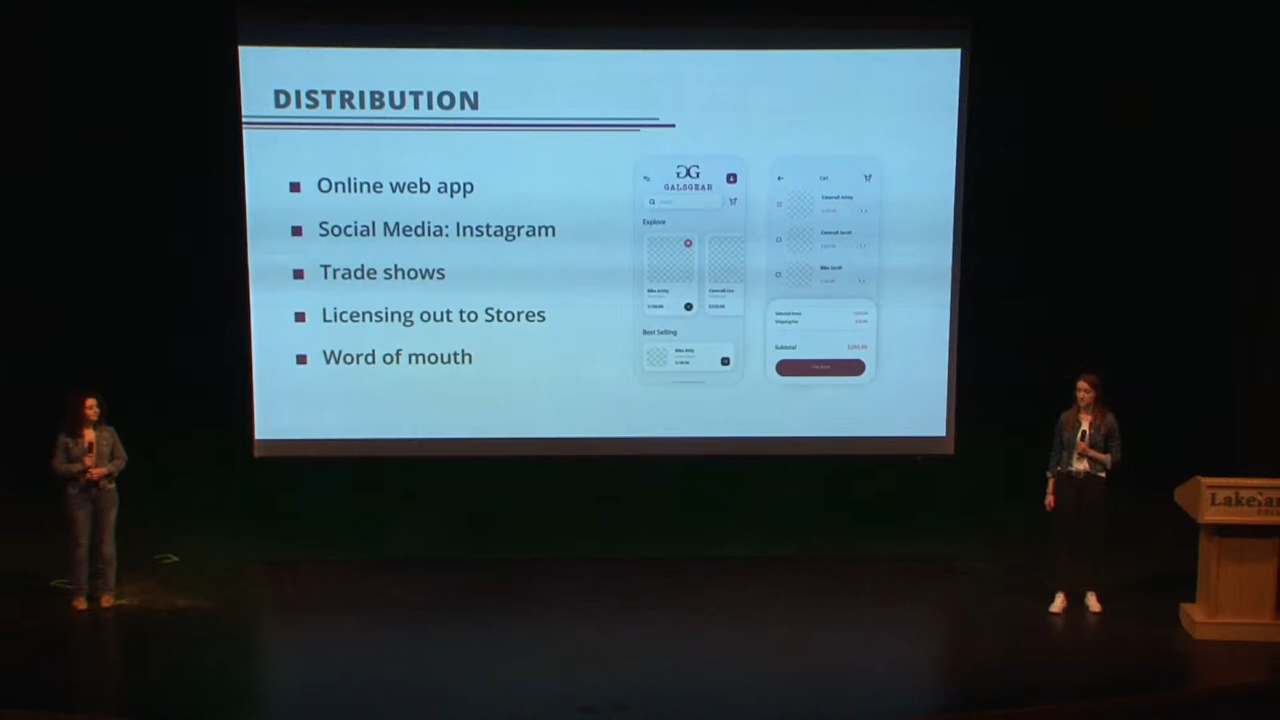 DISTRIBUTION
Online web app
Social Media: Instagram
Trade shows
Licensing out to Stores
Word of mouth
GG
GALSGEAR
Explore
Best Selling
Cart
Subtotal